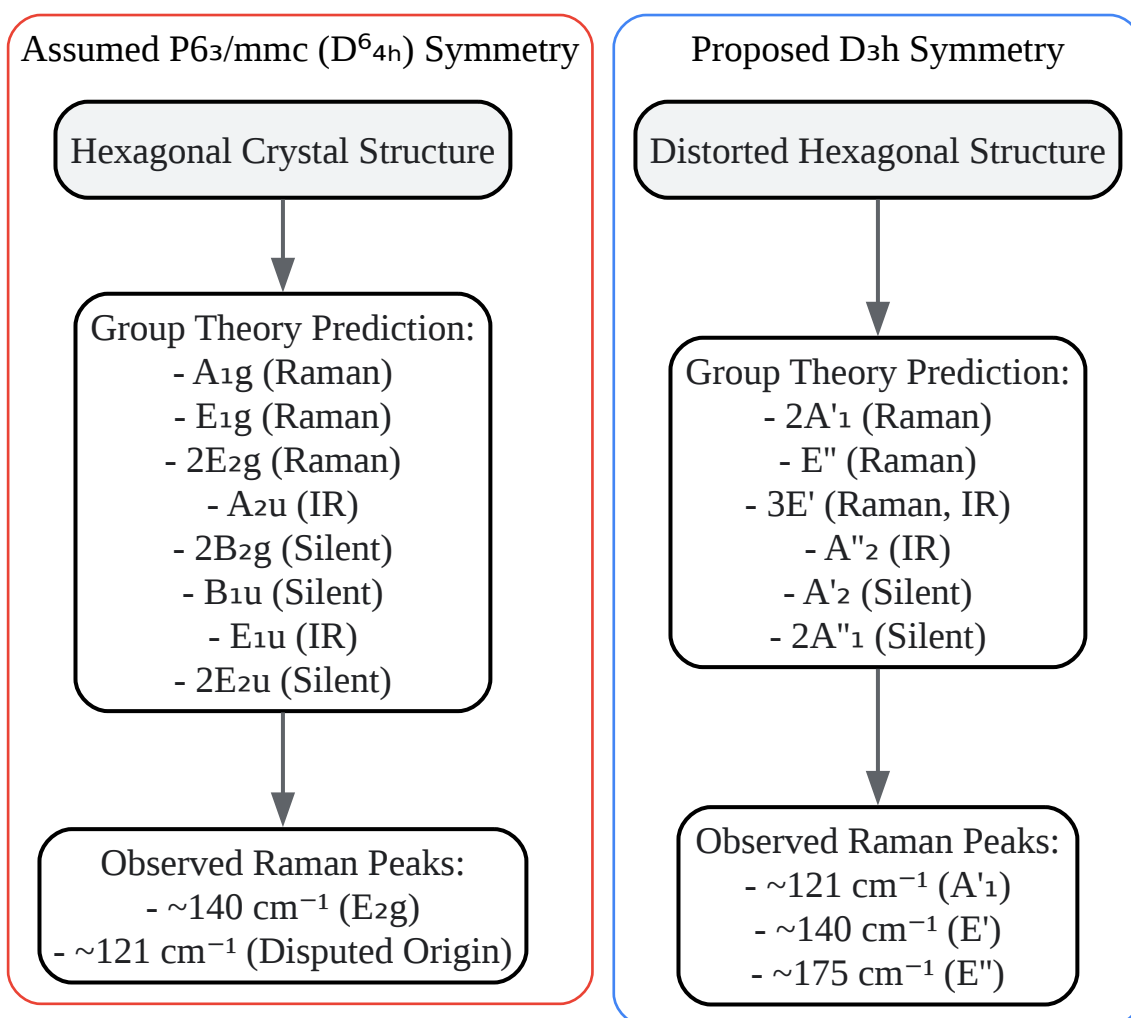 Assumed P6₃/mmc (D⁶₄ₕ) Symmetry
Hexagonal Crystal Structure
Group Theory Prediction:
- A₁g (Raman)
- E₁g (Raman)
- 2E₂g (Raman)
- A₂u (IR)
- 2B₂g (Silent)
- B₁u (Silent)
- E₁u (IR)
- 2E₂u (Silent)
Observed Raman Peaks:
- ~140 cm⁻¹ (E₂g)
- ~121 cm⁻¹ (Disputed Origin)
Proposed D₃h Symmetry
Distorted Hexagonal Structure
Group Theory Prediction:
- 2A'₁ (Raman)
- E" (Raman)
- 3E' (Raman, IR)
- A"₂ (IR)
- A'₂ (Silent)
- 2A"₁ (Silent)
Observed Raman Peaks:
- ~121 cm⁻¹ (A'₁)
- ~140 cm⁻¹ (E')
- ~175 cm⁻¹ (E")